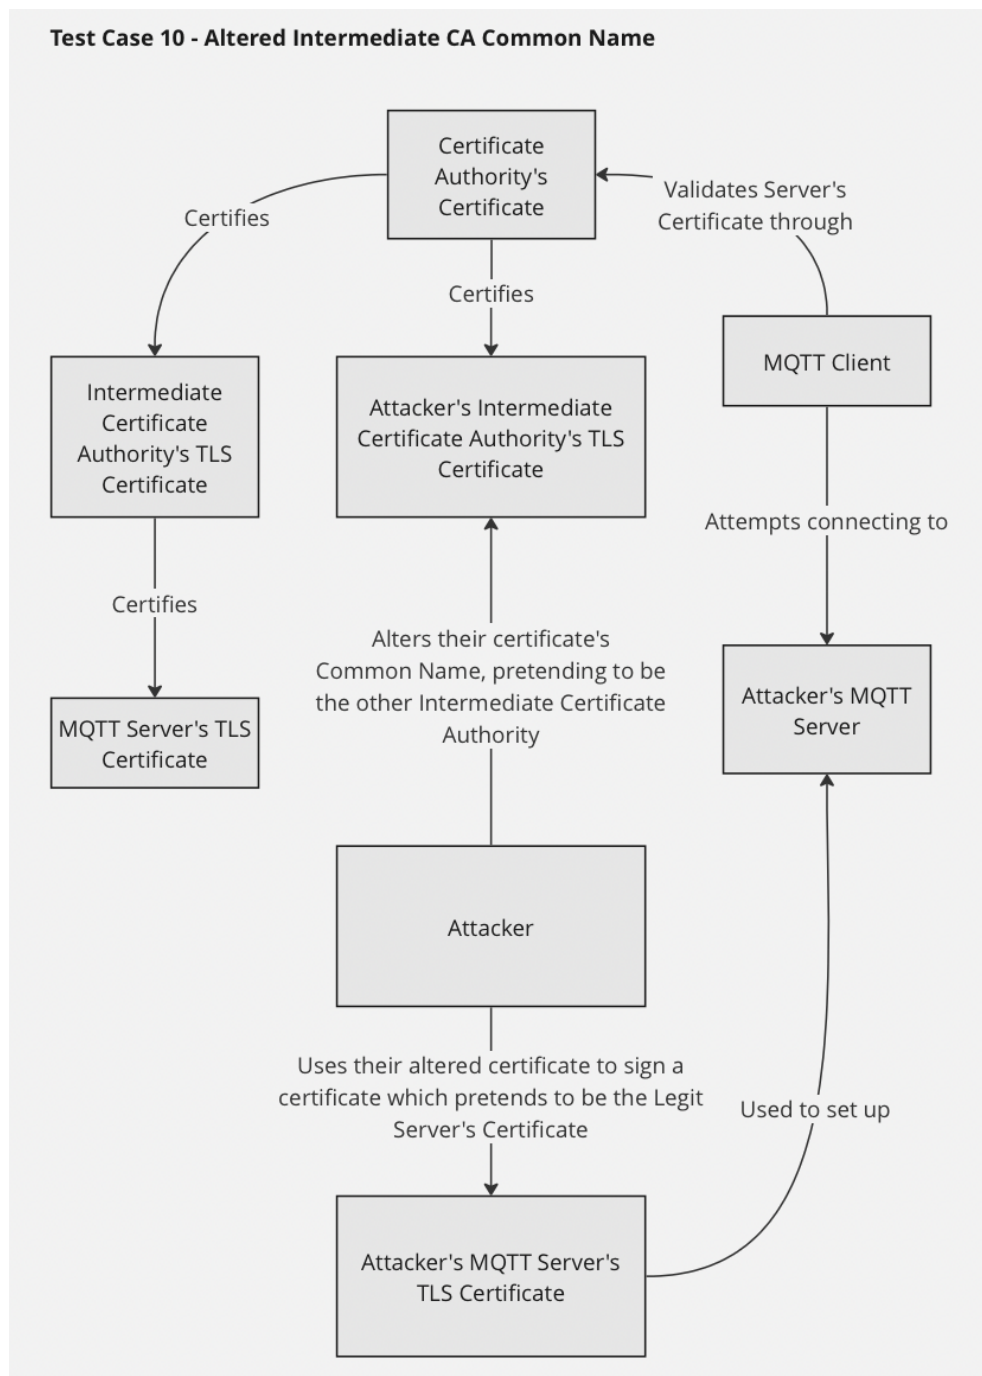 Test Case 10 - Altered Intermediate CA Common Name
Certificate
Authority's
Certificate
Validates Server's
Certificate through
Certifies
Certifies
MQTT Client
Intermediate
Certificate
Authority's TLS
Certificate
Attacker's Intermediate
Certificate Authority's TLS
Certificate
Attempts connecting to
Certifies
Alters their certificate's
Common Name, pretending to be
the other Intermediate Certificate
Authority
Attacker's MQTT
Server
MQTT Server's TLS
Certificate
Attacker
Uses their altered certificate to sign a
certificate which pretends to be the Legit
Server's Certificate
Used to set up
Attacker's MQTT Server's
TLS Certificate